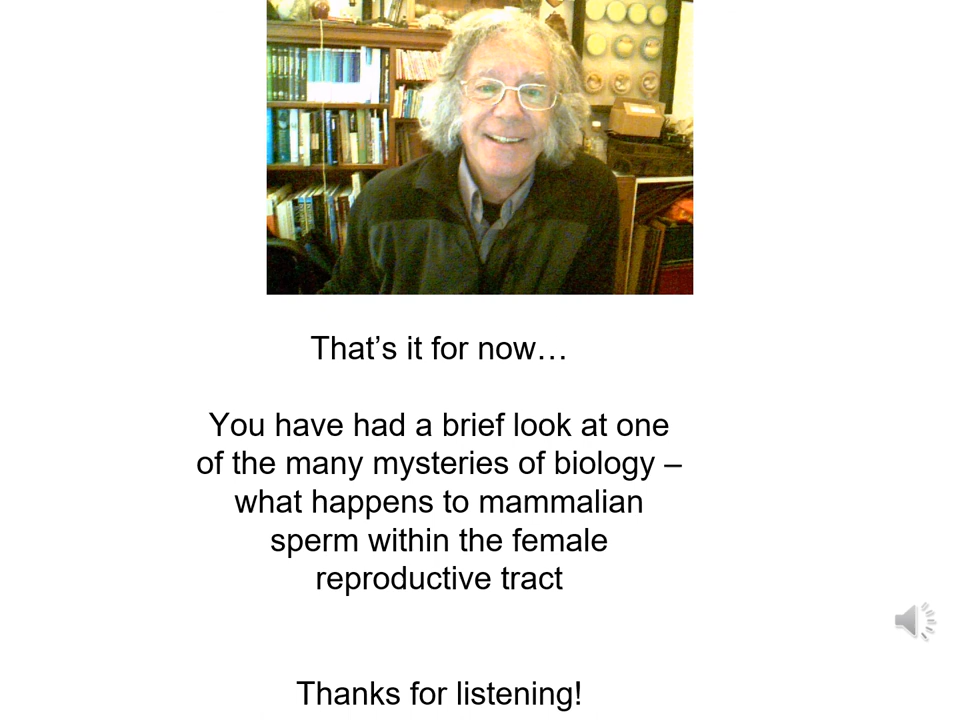 That’s it for now…
You have had a brief look at one
of the many mysteries of biology –
what happens to mammalian
sperm within the female
reproductive tract
Thanks for listening!